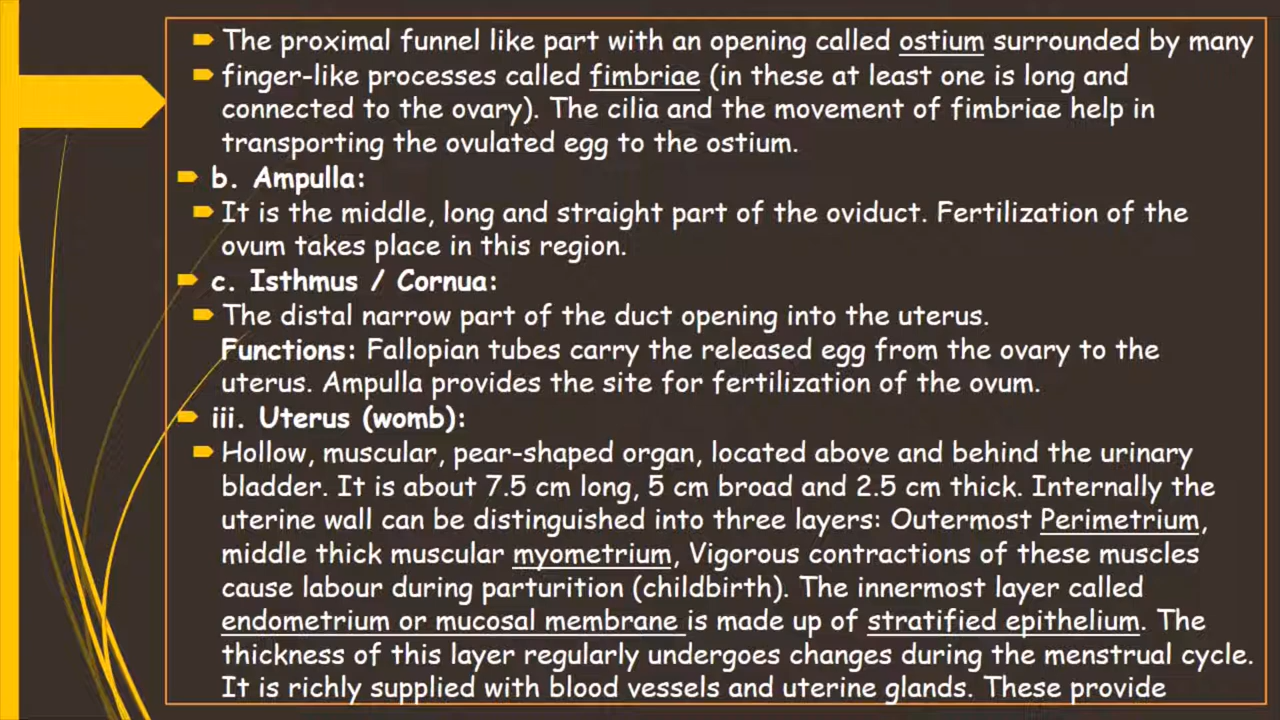 The proximal funnel like part with an opening called ostium surrounded by many
finger-like processes called fimbriae (in these at least one is long and
connected to the ovary). The cilia and the movement of fimbriae help in
transporting the ovulated egg to the ostium.
b. Ampulla:
It is the middle, long and straight part of the oviduct. Fertilization of the
ovum takes place in this region.
c. Isthmus / Cornua:
The distal narrow part of the duct opening into the uterus.
Functions: Fallopian tubes carry the released egg from the ovary to the
uterus. Ampulla provides the site for fertilization of the ovum.
iii. Uterus (womb):
Hollow, muscular, pear-shaped organ, located above and behind the urinary
bladder. It is about 7.5 cm long, 5 cm broad and 2.5 cm thick. Internally the
uterine wall can be distinguished into three layers: Outermost Perimetrium,
middle thick muscular myometrium, Vigorous contractions of these muscles
cause labour during parturition (childbirth). The innermost layer called
endometrium or mucosal membrane is made up of stratified epithelium. The
thickness of this layer regularly undergoes changes during the menstrual cycle.
It is richly supplied with blood vessels and uterine glands. These provide